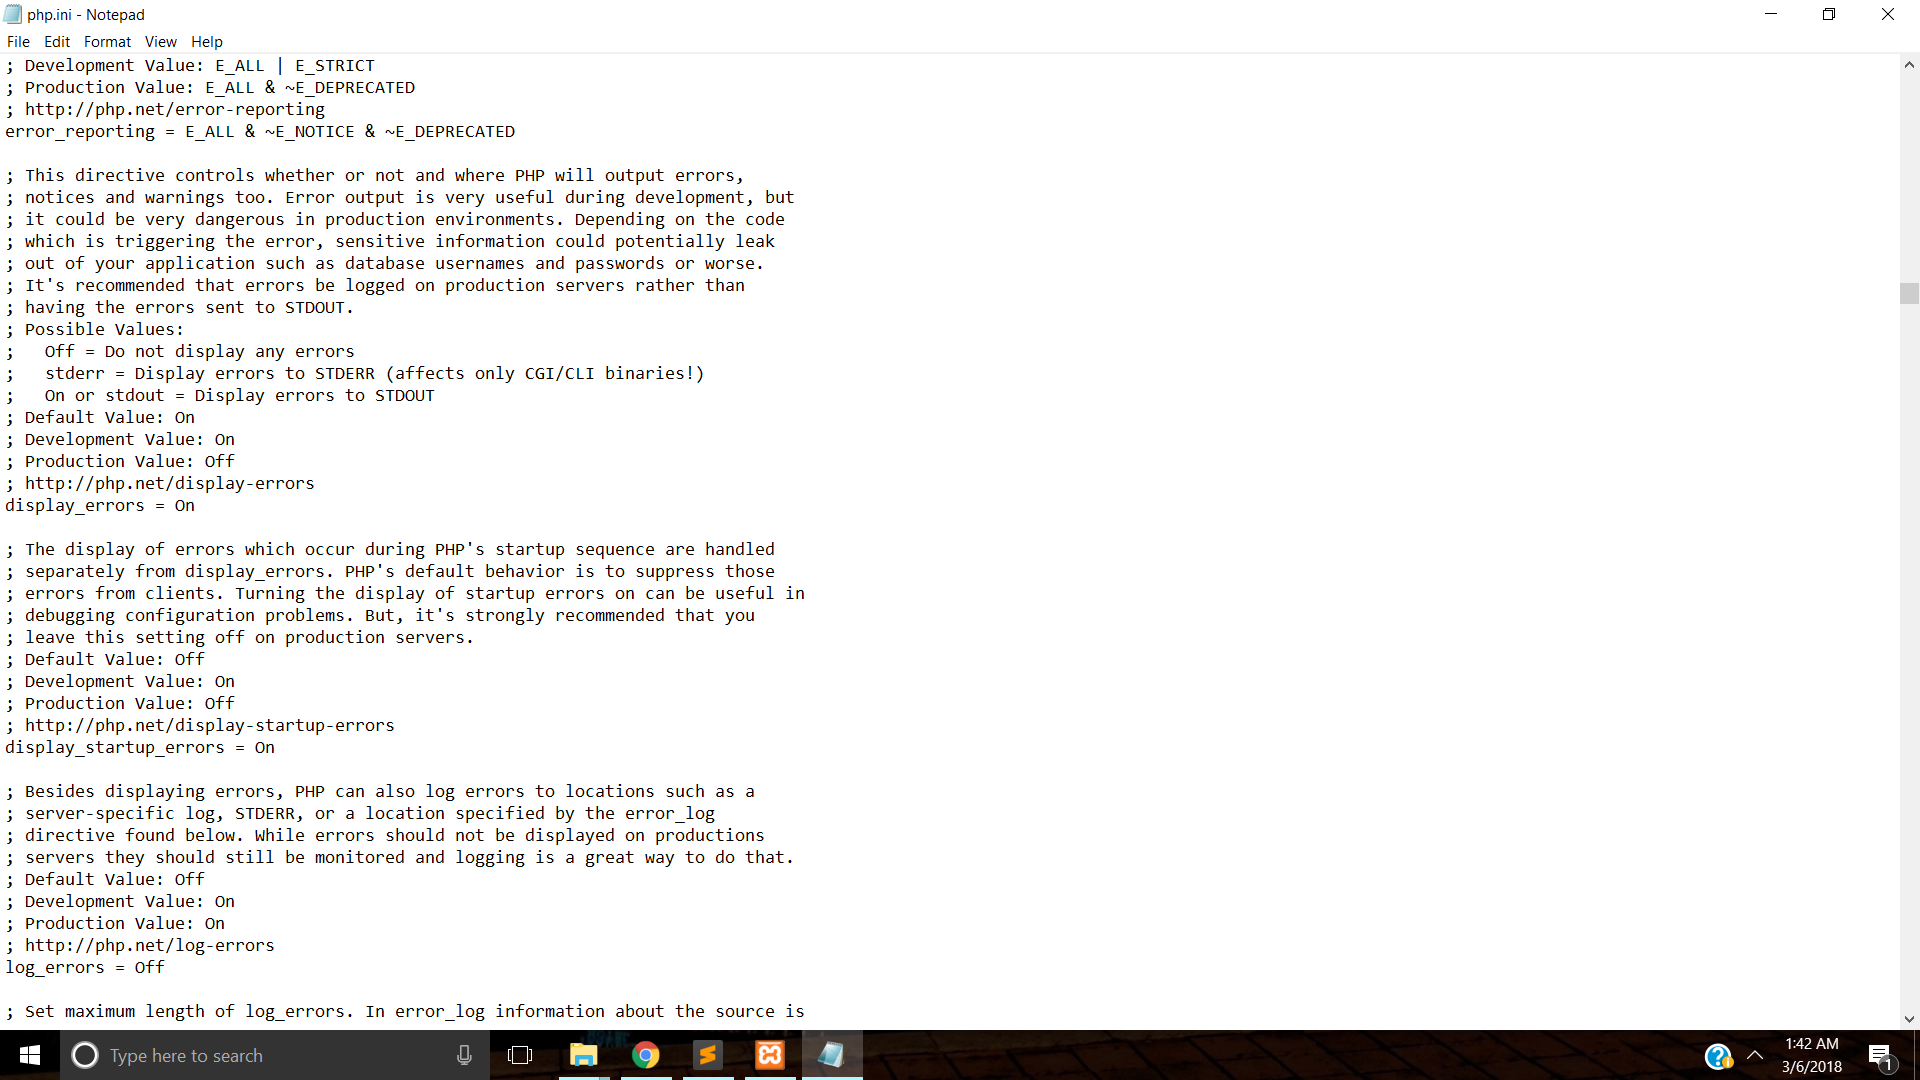 php.ini - Notepad
File Edit Format View Help
; Development Value: E_ALL | E_STRICT
; Production Value: E_ALL & ~E_DEPRECATED
; http://php.net/error-reporting
error_reporting = E_ALL & ~E_NOTICE & ~E_DEPRECATED

; This directive controls whether or not and where PHP will output errors,
; notices and warnings too. Error output is very useful during development, but
; it could be very dangerous in production environments. Depending on the code
; which is triggering the error, sensitive information could potentially leak
; out of your application such as database usernames and passwords or worse.
; It's recommended that errors be logged on production servers rather than
; having the errors sent to STDOUT.
; Possible Values:
;   Off = Do not display any errors
;   stderr = Display errors to STDERR (affects only CGI/CLI binaries!)
;   On or stdout = Display errors to STDOUT
; Default Value: On
; Development Value: On
; Production Value: Off
; http://php.net/display-errors
display_errors = On

; The display of errors which occur during PHP's startup sequence are handled
; separately from display_errors. PHP's default behavior is to suppress those
; errors from clients. Turning the display of startup errors on can be useful in
; debugging configuration problems. But, it's strongly recommended that you
; leave this setting off on production servers.
; Default Value: Off
; Development Value: On
; Production Value: Off
; http://php.net/display-startup-errors
display_startup_errors = On

; Besides displaying errors, PHP can also log errors to locations such as a
; server-specific log, STDERR, or a location specified by the error_log
; directive found below. While errors should not be displayed on productions
; servers they should still be monitored and logging is a great way to do that.
; Default Value: Off
; Development Value: On
; Production Value: On
; http://php.net/log-errors
log_errors = Off

; Set maximum length of log_errors. In error_log information about the source is
Type here to search
1:42 AM
3/6/2018
1